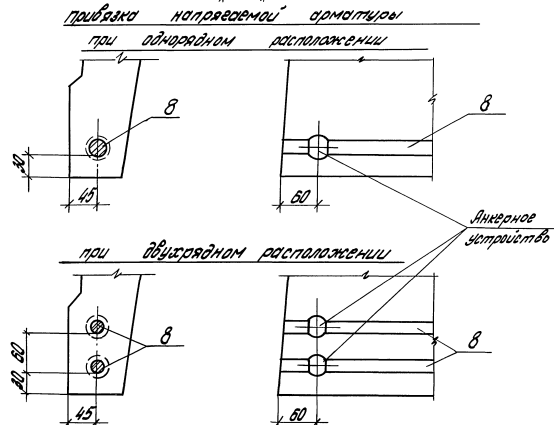 привязка напрягаемой арматуры
при однорядном расположении
8
8
30
45
60
Анкерное
устройство
при двухрядном расположении
8
8
60
30
45
60